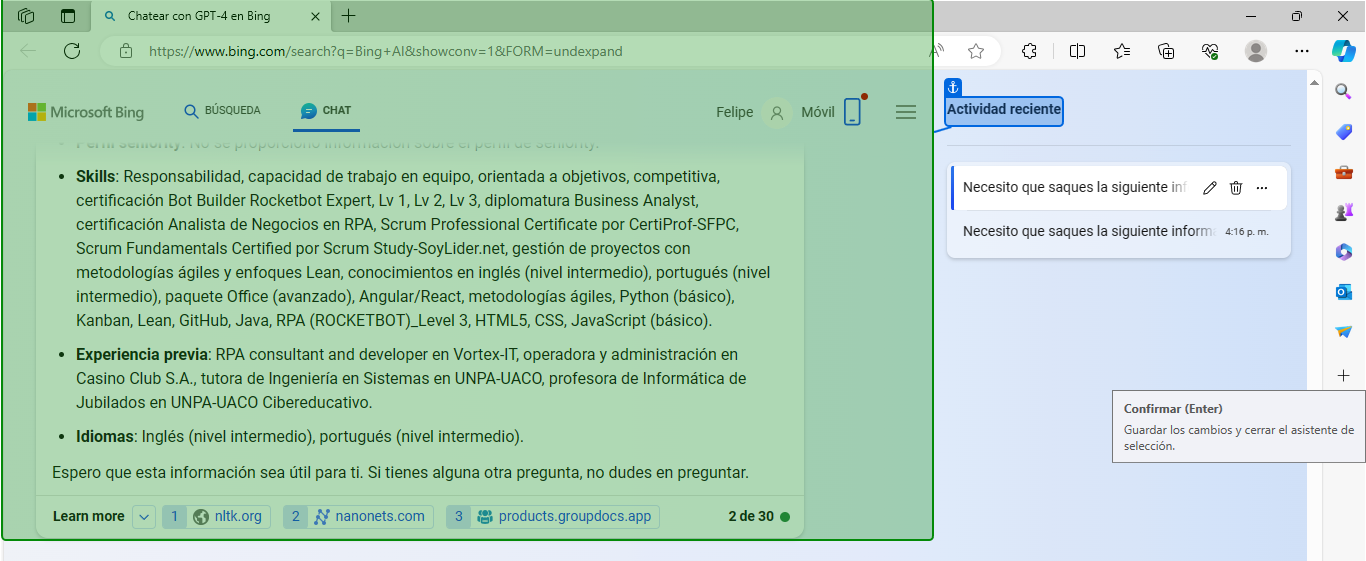 Chatear con GPT-4 en Bing
https://www.bing.com/search?q=Bing+AI&showconv=1&FORM=undexpand
Microsoft Bing
BÚSQUEDA
CHAT
Felipe
Móvil
Actividad reciente
Perfil seniority: No se proporcionó información sobre el perfil de seniority.
• Skills: Responsabilidad, capacidad de trabajo en equipo, orientada a objetivos, competitiva,
certificación Bot Builder Rocketbot Expert, Lv 1, Lv 2, Lv 3, diplomatura Business Analyst,
certificación Analista de Negocios en RPA, Scrum Professional Certificate por CertiProf-SFPC,
Scrum Fundamentals Certified por Scrum Study-SoyLider.net, gestión de proyectos con
metodologías ágiles y enfoques Lean, conocimientos en inglés (nivel intermedio), portugués (nivel
intermedio), paquete Office (avanzado), Angular/React, metodologías ágiles, Python (básico),
Kanban, Lean, GitHub, Java, RPA (ROCKETBOT)_Level 3, HTML5, CSS, JavaScript (básico).
• Experiencia previa: RPA consultant and developer en Vortex-IT, operadora y administración en
Casino Club S.A., tutora de Ingeniería en Sistemas en UNPA-UACO, profesora de Informática de
Jubilados en UNPA-UACO Cibereducativo.
• Idiomas: Inglés (nivel intermedio), portugués (nivel intermedio).
Espero que esta información sea útil para ti. Si tienes alguna otra pregunta, no dudes en preguntar.
Learn more
1 nltk.org
2 nanonets.com
3 products.groupdocs.app
2 de 30
Necesito que saques la siguiente inf
Necesito que saques la siguiente inform
4:16 p. m.
Confirmar (Enter)
Guardar los cambios y cerrar el asistente de
selección.